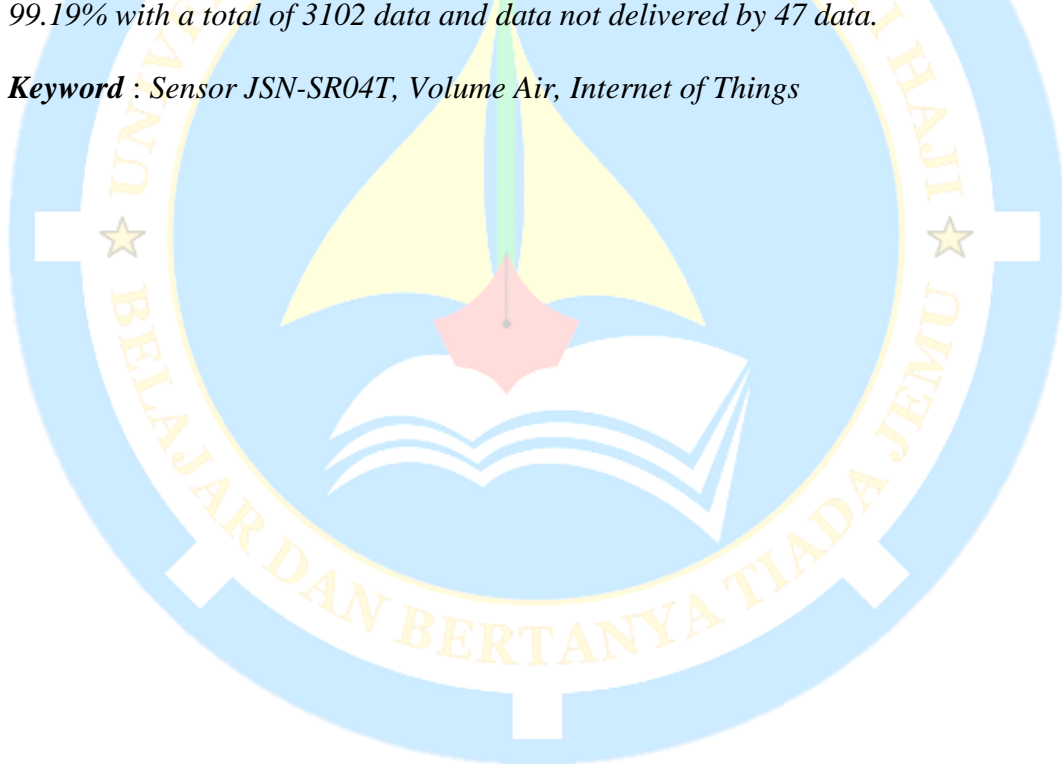 99.19% with a total of 3102 data and data not delivered by 47 data.
Keyword : Sensor JSN-SR04T, Volume Air, Internet of Things
HAJI
BELAJAR DAN BERTANYA TIADA JEMU